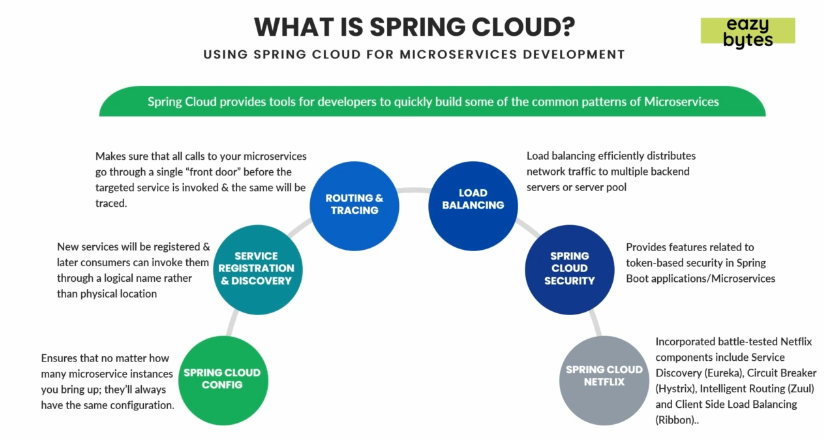 WHAT IS SPRING CLOUD?
USING SPRING CLOUD FOR MICROSERVICES DEVELOPMENT
eazy
bytes
Spring Cloud provides tools for developers to quickly build some of the common patterns of Microservices
Makes sure that all calls to your microservices
go through a single “front door” before the
targeted service is invoked & the same will be
traced.
ROUTING &
TRACING
LOAD
BALANCING
Load balancing efficiently distributes
network traffic to multiple backend
servers or server pool
New services will be registered &
later consumers can invoke them
through a logical name rather
than physical location
SERVICE
REGISTRATION
& DISCOVERY
SPRING
CLOUD
SECURITY
Provides features related to
token-based security in Spring
Boot applications/Microservices
Ensures that no matter how
many microservice instances
you bring up; they’ll always
have the same configuration.
SPRING CLOUD
CONFIG
SPRING CLOUD
NETFLIX
Incorporated battle-tested Netflix
components include Service
Discovery (Eureka), Circuit Breaker
(Hystrix), Intelligent Routing (Zuul)
and Client Side Load Balancing
(Ribbon)..